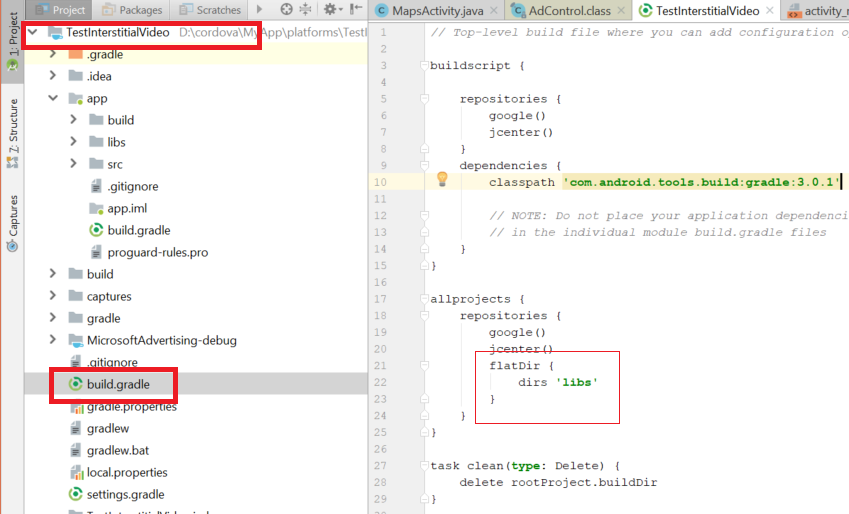 Project
Packages
Scratches
MapsActivity.java
AdControl.class
TestInterstitialVideo
activity_
1: Project
7: Structure
Captures
TestInterstitialVideo D:\cordova\MyApp\platforms\TestI
.gradle
.idea
app
build
libs
src
.gitignore
app.iml
build.gradle
proguard-rules.pro
build
captures
gradle
MicrosoftAdvertising-debug
.gitignore
build.gradle
gradle.properties
gradlew
gradlew.bat
local.properties
settings.gradle
1 // Top-level build file where you can add configuration op
2
3 buildscript {
4
5 repositories {
6 google()
7 jcenter()
8 }
9 dependencies {
10 classpath 'com.android.tools.build:gradle:3.0.1'
11
12 // NOTE: Do not place your application dependenci
13 // in the individual module build.gradle files
14 }
15 }
16
17 allprojects {
18 repositories {
19 google()
20 jcenter()
21 flatDir {
22 dirs 'libs'
23 }
24 }
25 }
26
27 task clean(type: Delete) {
28 delete rootProject.buildDir
29 }